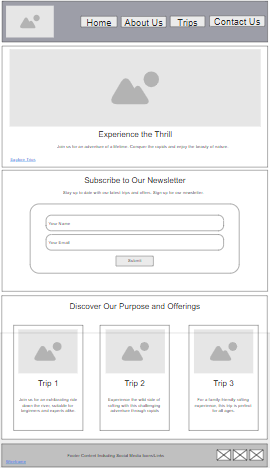 Home About Us Trips Contact Us
Experience the Thrill
Join us for an adventure of a lifetime. Conquer the rapids and enjoy the beauty of nature.
Subscribe to Our Newsletter
Stay up to date with our latest trips and offers. Sign up for our newsletter.
Your Name
Your Email
Submit
Discover Our Purpose and Offerings
Trip 1
Join us for an exhilarating ride
down the river, suitable for
beginners and experts alike
Trip 2
Experience the wild side of
rafting with this challenging
adventure through rapids
Trip 3
For a family-friendly rafting
experience, this trip is perfect
for all ages.
Footer Content Including Social Media Icons/Links